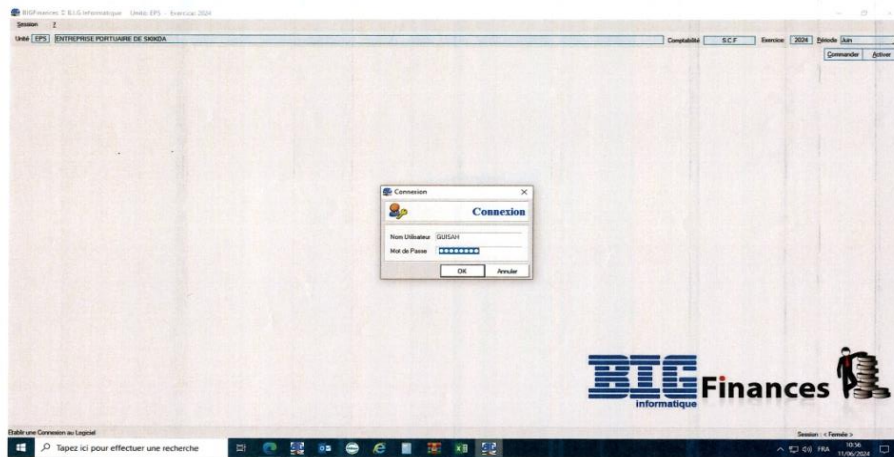 BIGFinances © B.I.G Informatique Unité: EPS - Exercice: 2024
Session ?
Unité EPS ENTREPRISE PORTUAIRE DE SKIKDA Comptabilité S.C.F Exercice 2024 Période Juin
Commander Activer
Connexion
Connexion
Nom Utilisateur GUISAH
Mot de Passe
OK Annuler
BIG
informatique
Finances
Etablir une Connexion au Logiciel Session : < Fermée >
Tapez ici pour effectuer une recherche
FRA 10:56
11/06/2024